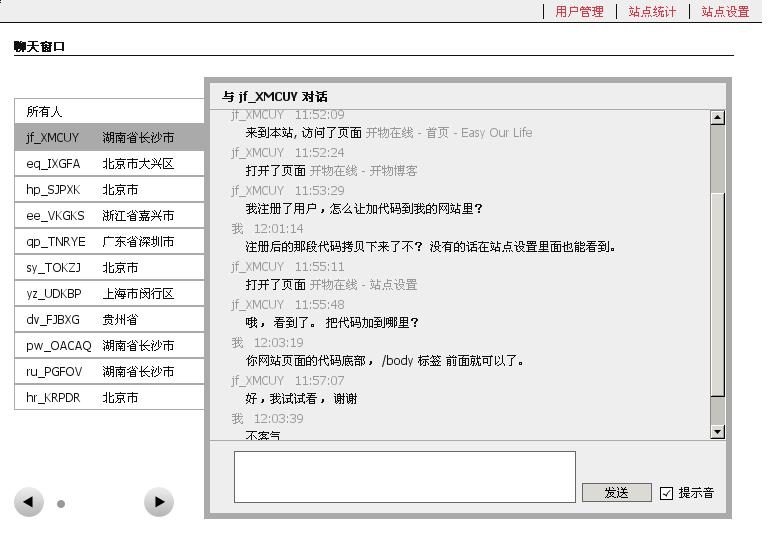 用户管理 站点统计 站点设置
聊天窗口
与 jf_XMCUY 对话
所有人
jf_XMCUY 湖南省长沙市
eq_IXGFA 北京市大兴区
hp_SJPXK 北京市
ee_VKGKS 浙江省嘉兴市
qp_TNRYE 广东省深圳市
sy_TOKZJ 北京市
yz_UDKBP 上海市闵行区
dv_FJBXG 贵州省
pw_OACAQ 湖南省长沙市
ru_PGFOV 湖南省长沙市
hr_KRPDR 北京市
jf_XMCUY 11:52:09
来到本站, 访问了页面 开物在线 - 首页 - Easy Our Life
jf_XMCUY 11:52:24
打开了页面 开物在线 - 开物博客
jf_XMCUY 11:53:29
我注册了用户，怎么让加代码到我的网站里？
我 12:01:14
注册后的那段代码拷贝下来了不？ 没有的话在站点设置里面也能看到。
jf_XMCUY 11:55:11
打开了页面 开物在线 - 站点设置
jf_XMCUY 11:55:48
哦， 看到了。 把代码加到哪里？
我 12:03:19
你网站页面的代码底部， /body 标签 前面就可以了。
jf_XMCUY 11:57:07
好，我试试看， 谢谢
我 12:03:39
不客气
发送 提示音